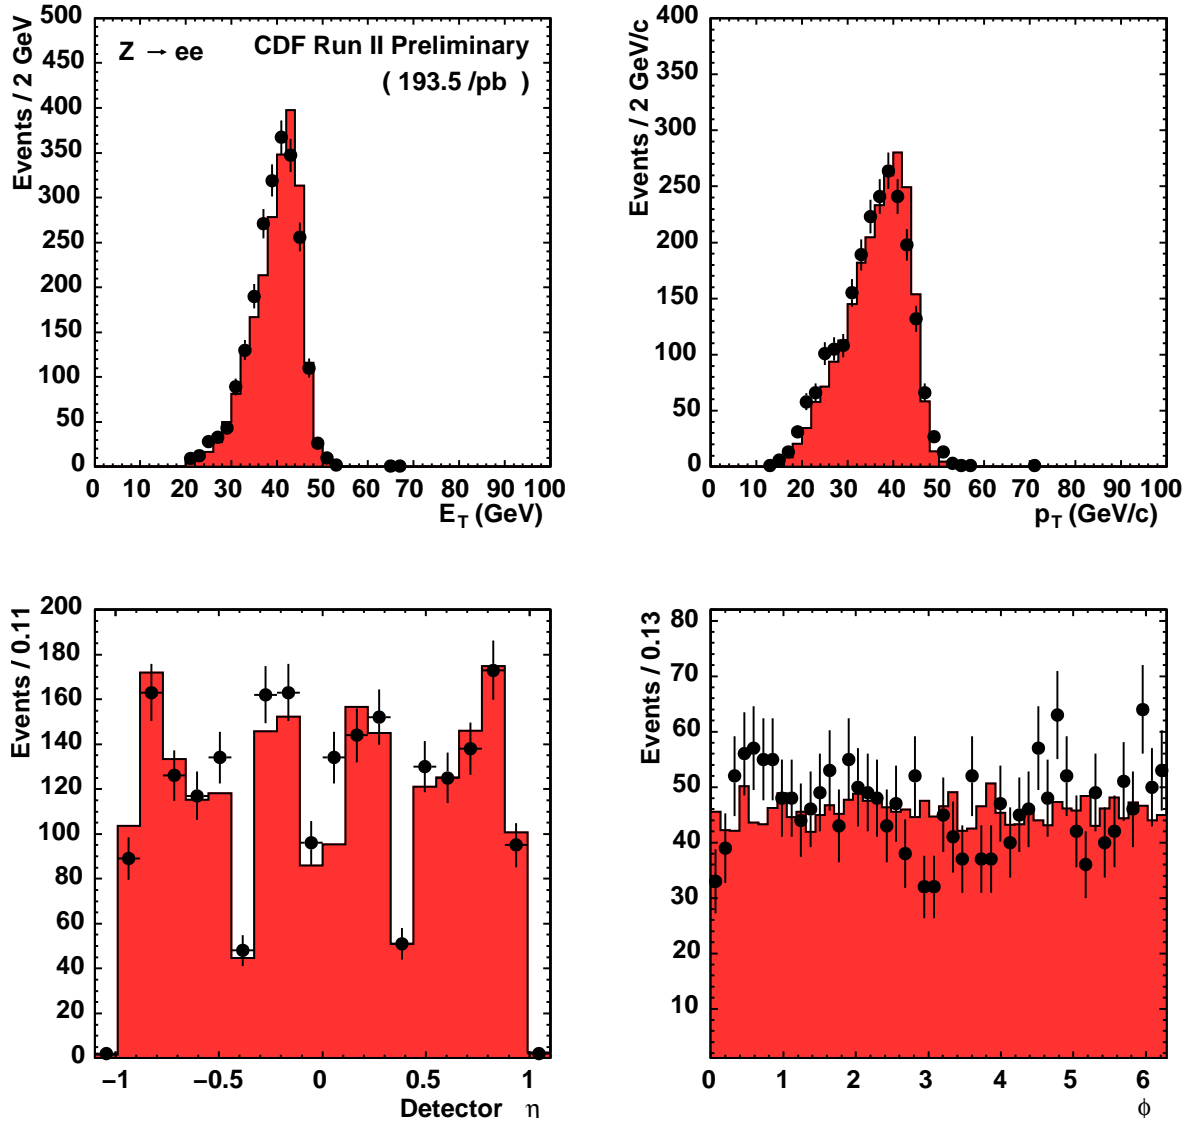 Events / 2 GeV
Z → ee
CDF Run II Preliminary
( 193.5 /pb )
500
450
400
350
300
250
200
150
100
50
0
0 10 20 30 40 50 60 70 80 90 100
E_T (GeV)
Events / 2 GeV/c
400
350
300
250
200
150
100
50
0
0 10 20 30 40 50 60 70 80 90 100
p_T (GeV/c)
Events / 0.11
200
180
160
140
120
100
80
60
40
20
0
−1 −0.5 0 0.5 1
Detector η
Events / 0.13
80
70
60
50
40
30
20
10
0 1 2 3 4 5 6
ϕ